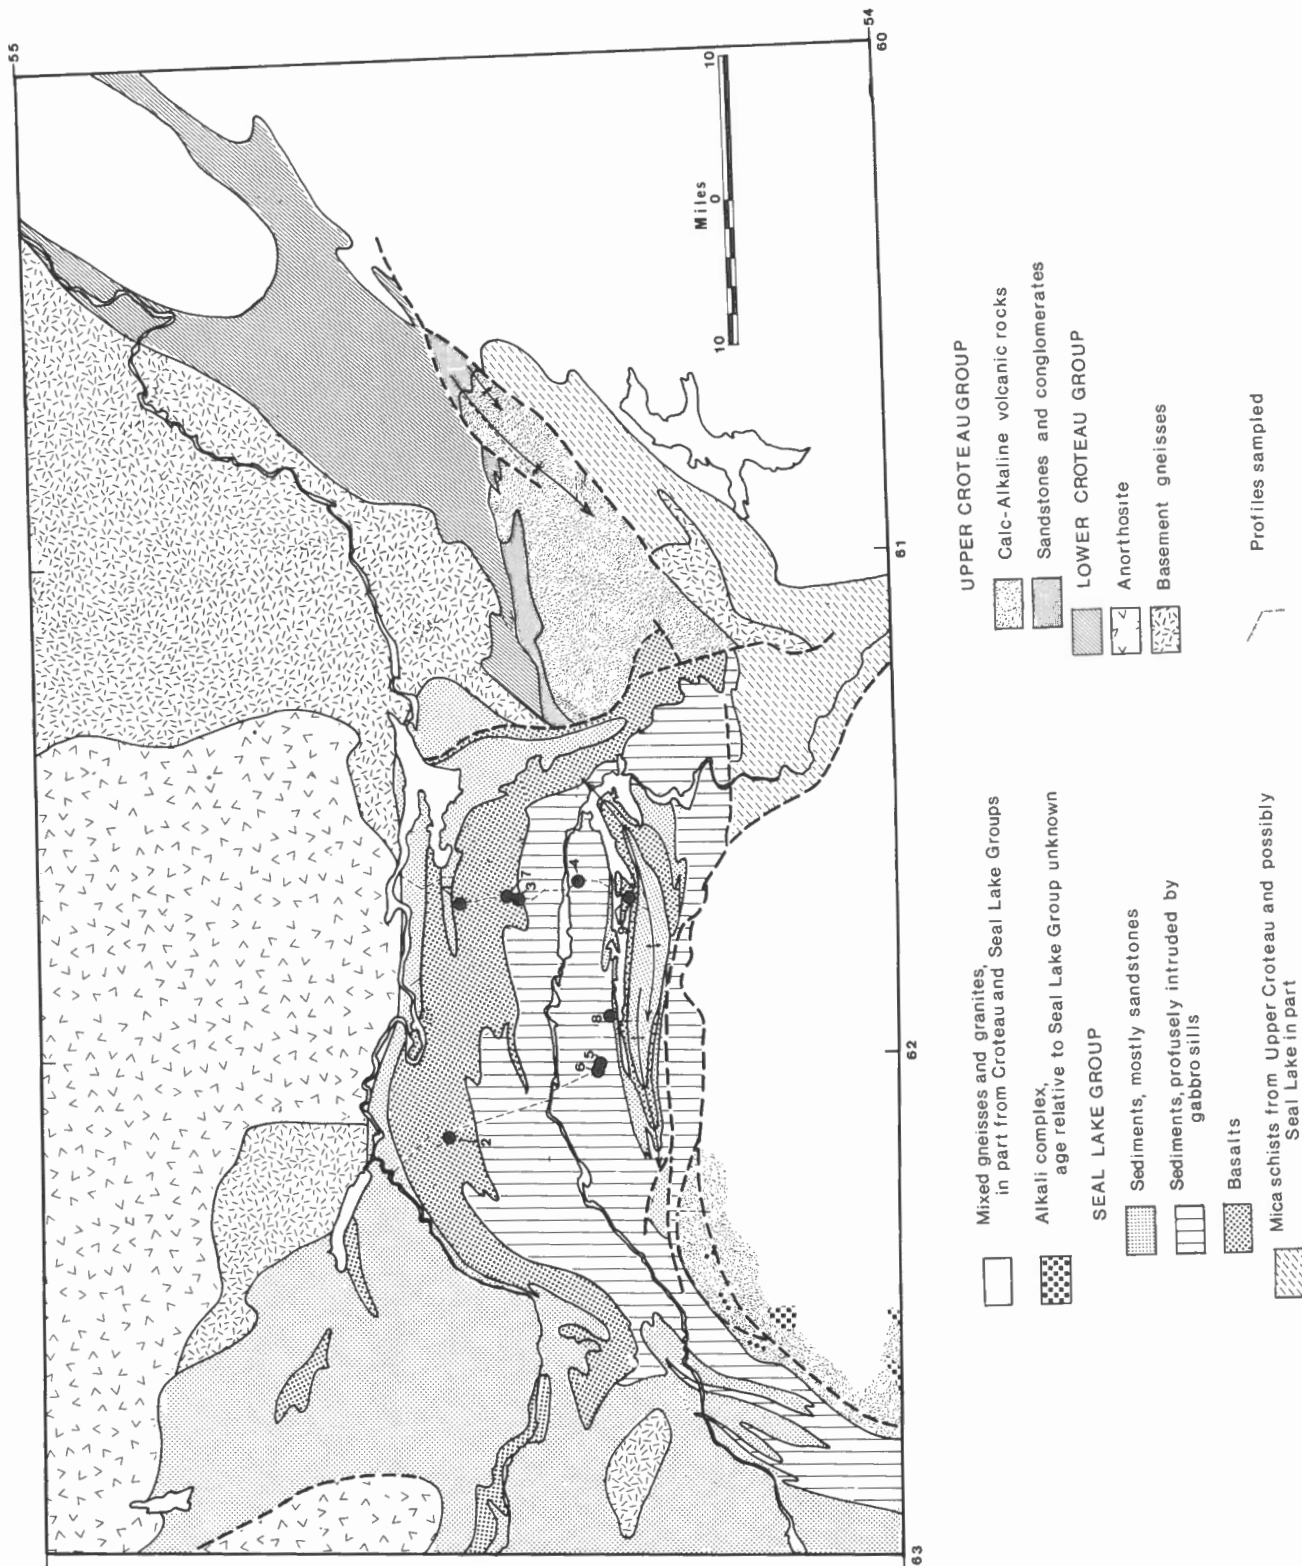 55
54
60
61
62
63
Miles
10
0
10
1
2
3
7
4
9
8
6
5
Mixed gneisses and granites,
in part from Croteau and Seal Lake Groups
Alkali complex,
age relative to Seal Lake Group unknown
SEAL LAKE GROUP
Sediments, mostly sandstones
Sediments, profusely intruded by
gabbro sills
Basalts
Mica schists from Upper Croteau and possibly
Seal Lake in part
UPPER CROTEAU GROUP
Calc-Alkaline volcanic rocks
Sandstones and conglomerates
LOWER CROTEAU GROUP
Anorthosite
Basement gneisses
Profiles sampled